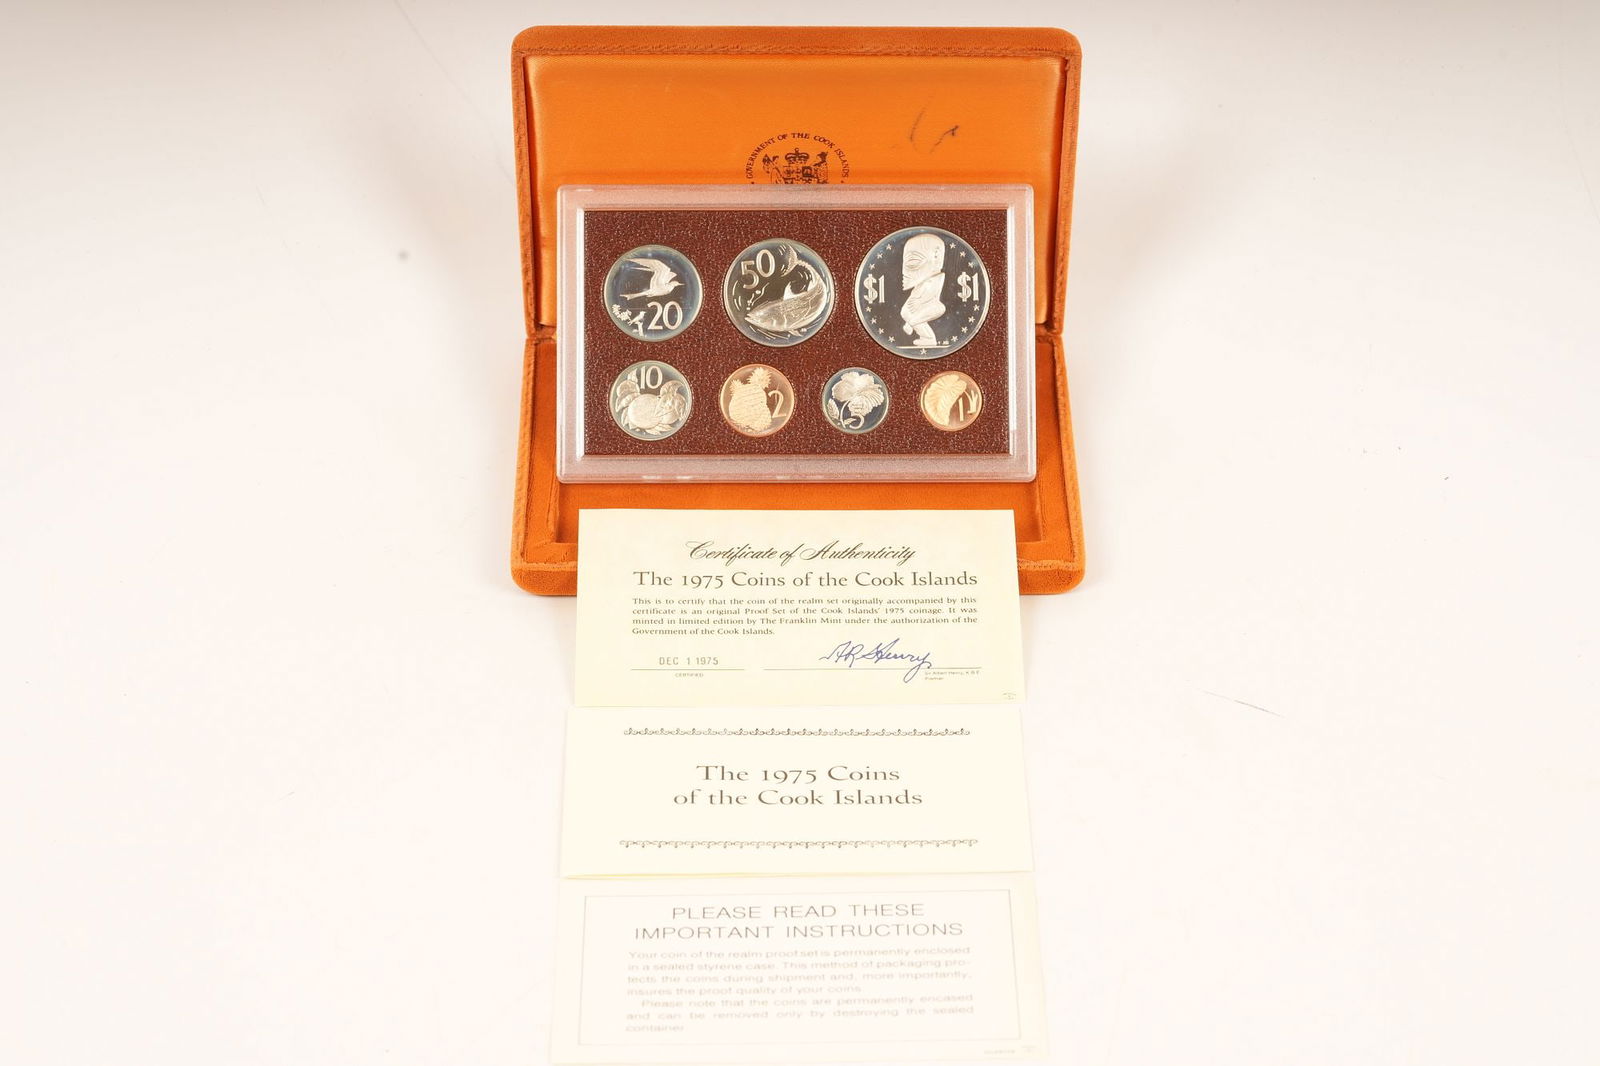 GOVERNMENT OF THE COOK ISLANDS
20
50
$1 $1
10
2
5
1
Certificate of Authenticity
The 1975 Coins of the Cook Islands
This is to certify that the coin of the realm set originally accompanied by this
certificate is an original Proof Set of the Cook Islands' 1975 coinage. It was
minted in limited edition by The Franklin Mint under the authorization of the
Government of the Cook Islands.
DEC 1 1975
CERTIFIED
Sir Albert Henry, K.B.E.
Premier
The 1975 Coins
of the Cook Islands
PLEASE READ THESE
IMPORTANT INSTRUCTIONS
Your coin of the realm proof set is permanently enclosed
in a sealed styrene case. This method of packaging pro-
tects the coins during shipment and, more importantly,
insures the proof quality of your coins.
Please note that the coins are permanently encased
and can be removed only by destroying the sealed
container.